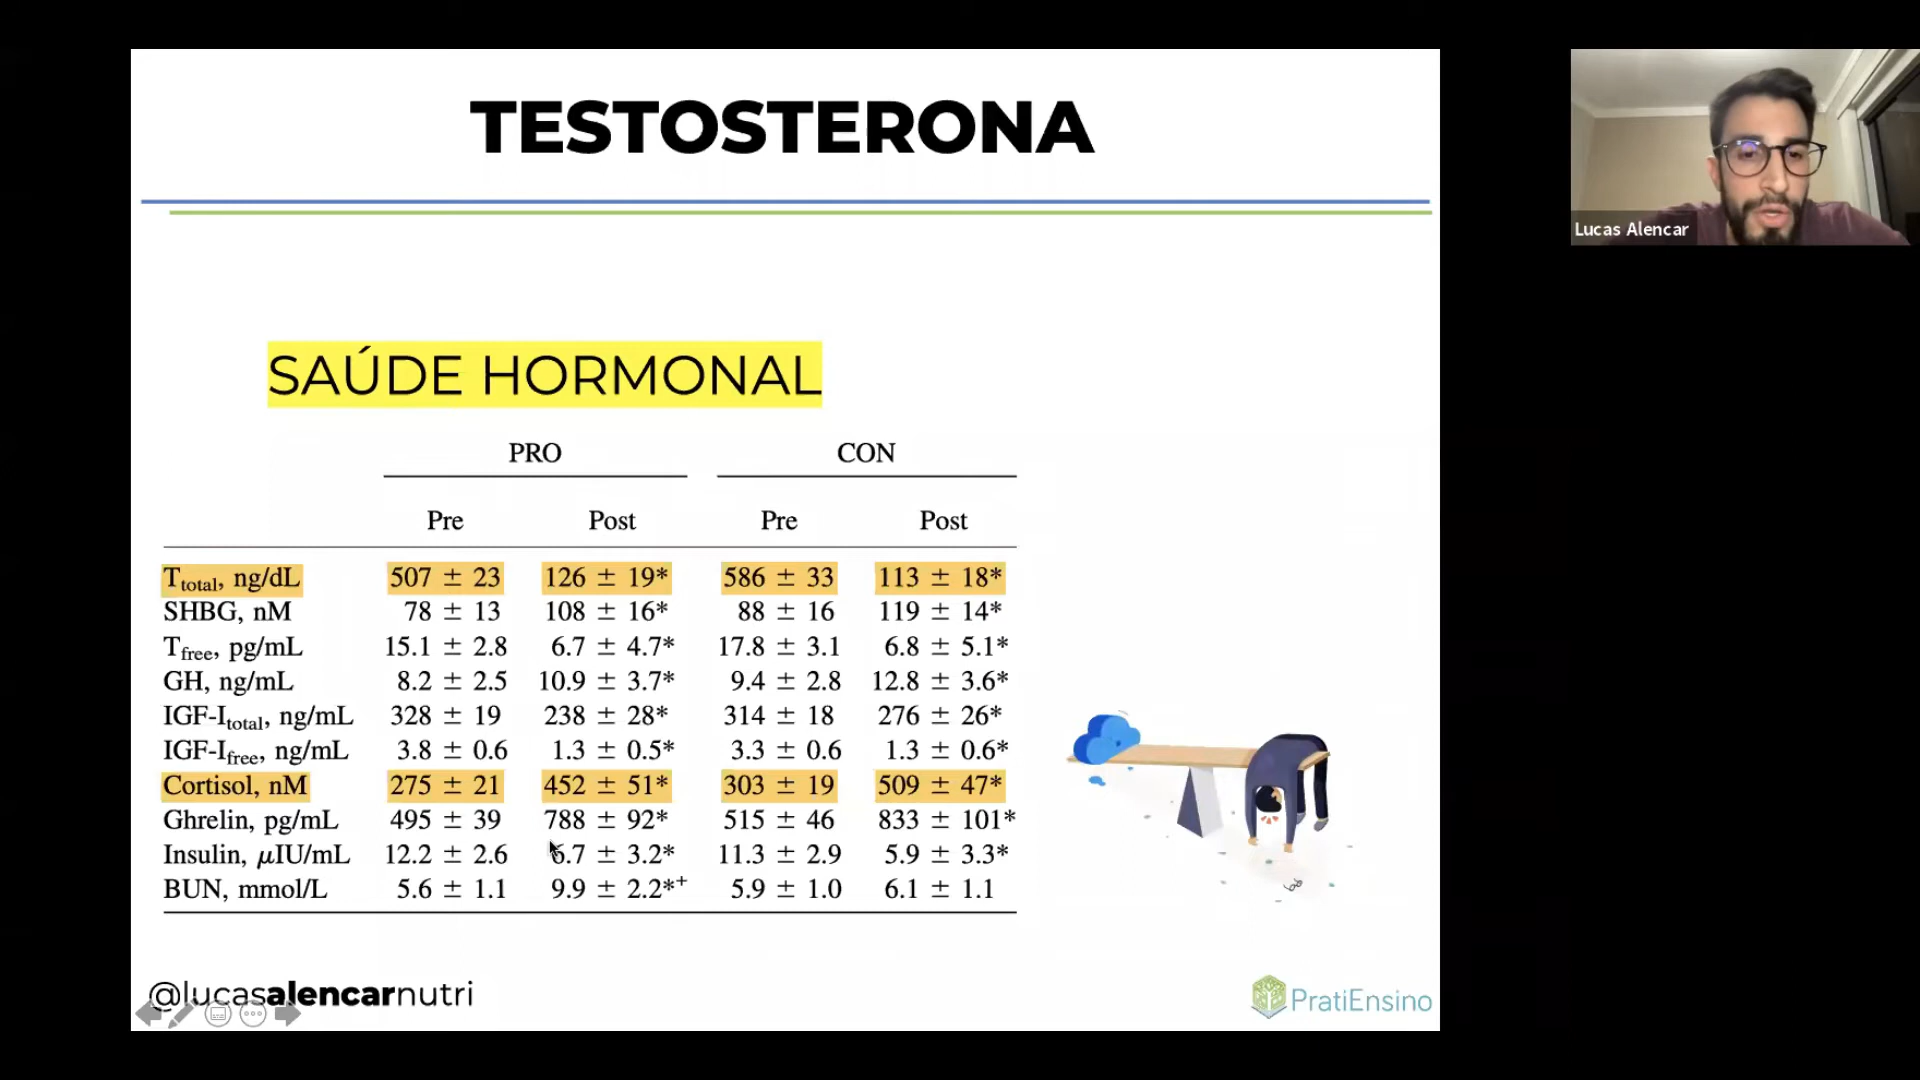 TESTOSTERONA
Lucas Alencar
SAÚDE HORMONAL
PRO CON
Pre Post Pre Post
Ttotal, ng/dL 507 ± 23 126 ± 19* 586 ± 33 113 ± 18*
SHBG, nM 78 ± 13 108 ± 16* 88 ± 16 119 ± 14*
Tfree, pg/mL 15.1 ± 2.8 6.7 ± 4.7* 17.8 ± 3.1 6.8 ± 5.1*
GH, ng/mL 8.2 ± 2.5 10.9 ± 3.7* 9.4 ± 2.8 12.8 ± 3.6*
IGF-Itotal, ng/mL 328 ± 19 238 ± 28* 314 ± 18 276 ± 26*
IGF-Ifree, ng/mL 3.8 ± 0.6 1.3 ± 0.5* 3.3 ± 0.6 1.3 ± 0.6*
Cortisol, nM 275 ± 21 452 ± 51* 303 ± 19 509 ± 47*
Ghrelin, pg/mL 495 ± 39 788 ± 92* 515 ± 46 833 ± 101*
Insulin, μIU/mL 12.2 ± 2.6 6.7 ± 3.2* 11.3 ± 2.9 5.9 ± 3.3*
BUN, mmol/L 5.6 ± 1.1 9.9 ± 2.2*+ 5.9 ± 1.0 6.1 ± 1.1
@lucasalencarnutri
PratiEnsino